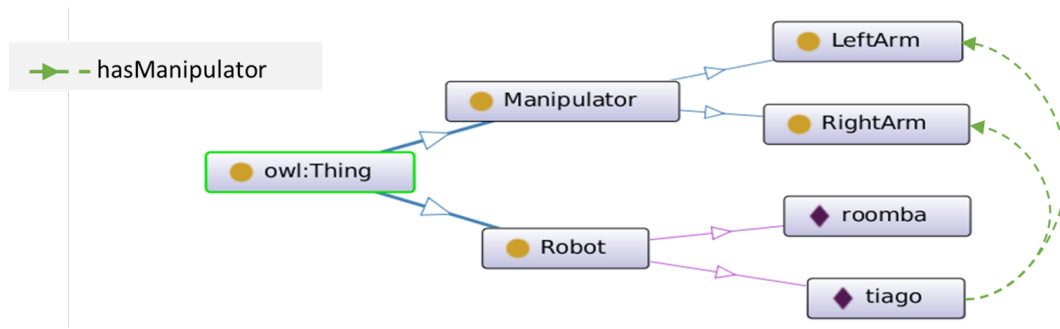 LeftArm
hasManipulator
Manipulator
RightArm
owl:Thing
roomba
Robot
tiago